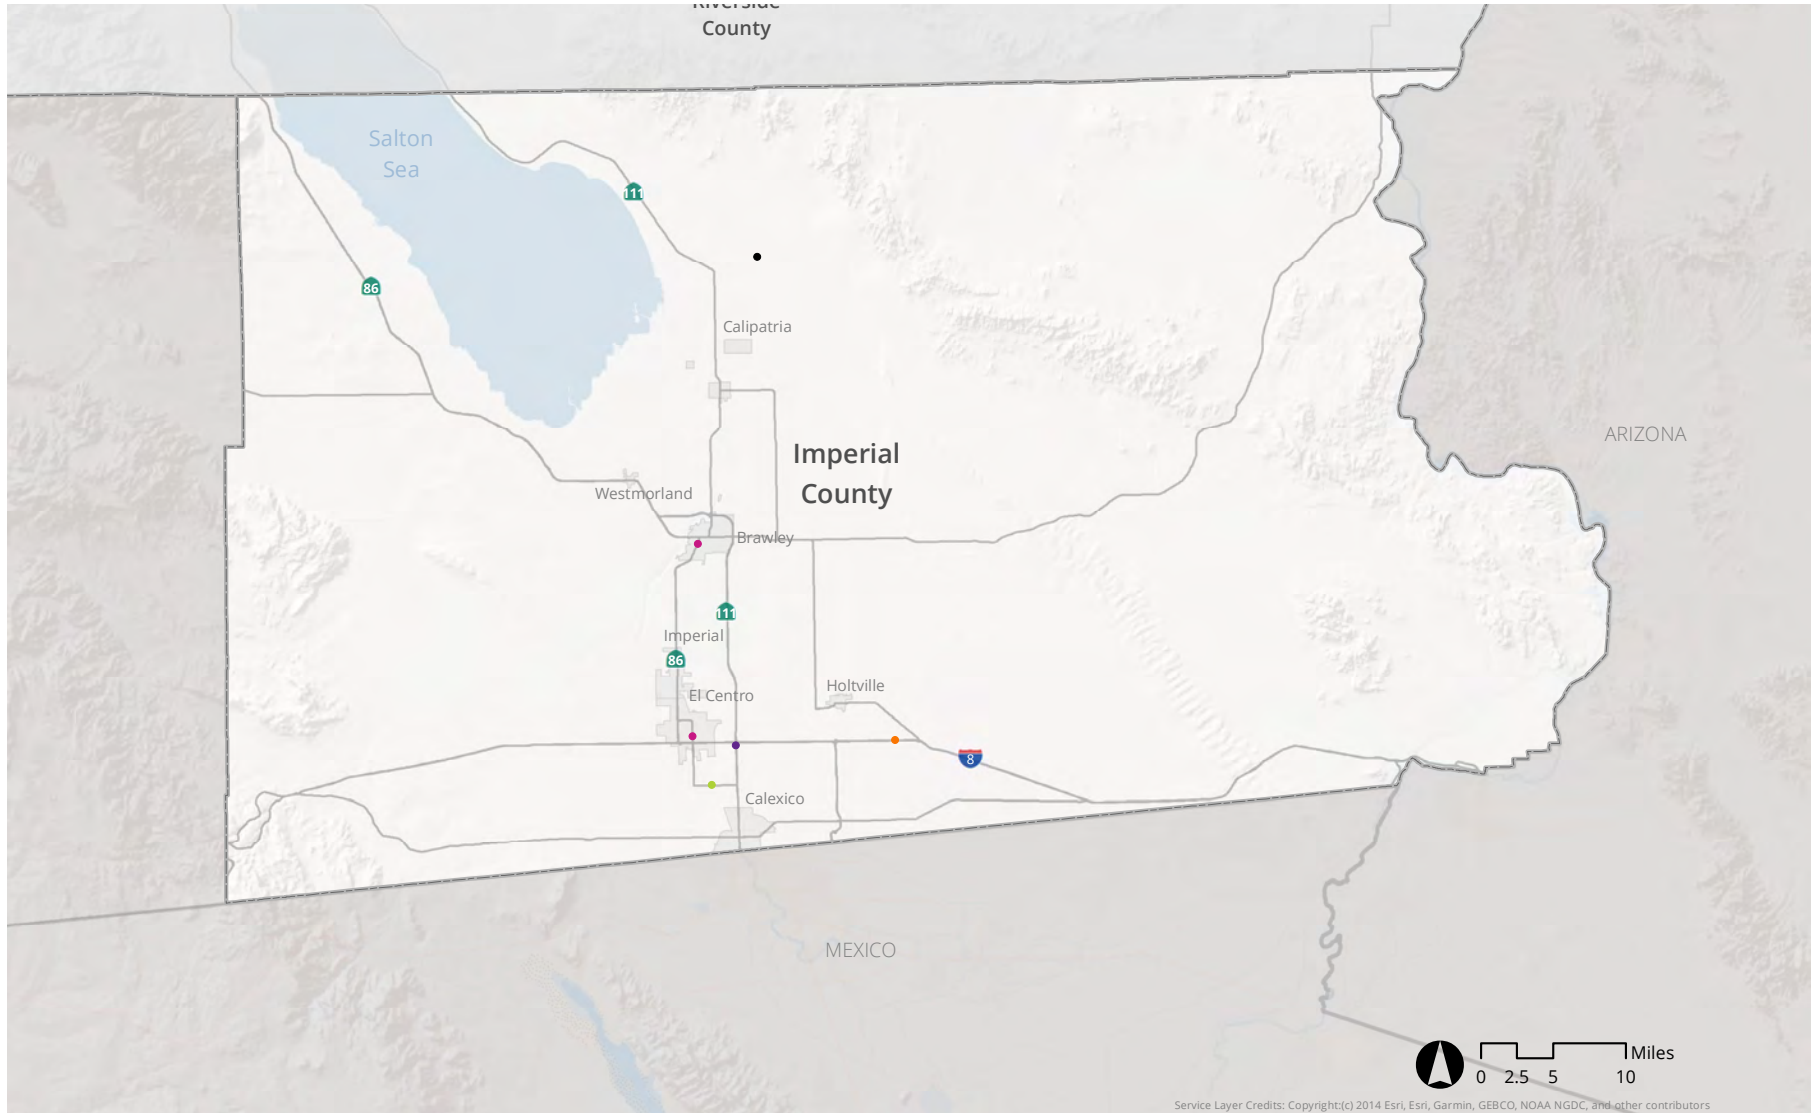 Riverside
County
Salton
Sea
111
86
Calipatria
Imperial
County
ARIZONA
Westmorland
Brawley
111
Imperial
86
El Centro
Holtville
8
Calexico
MEXICO
Miles
0 2.5 5 10
Service Layer Credits: Copyright:(c) 2014 Esri, Esri, Garmin, GEBCO, NOAA NGDC, and other contributors